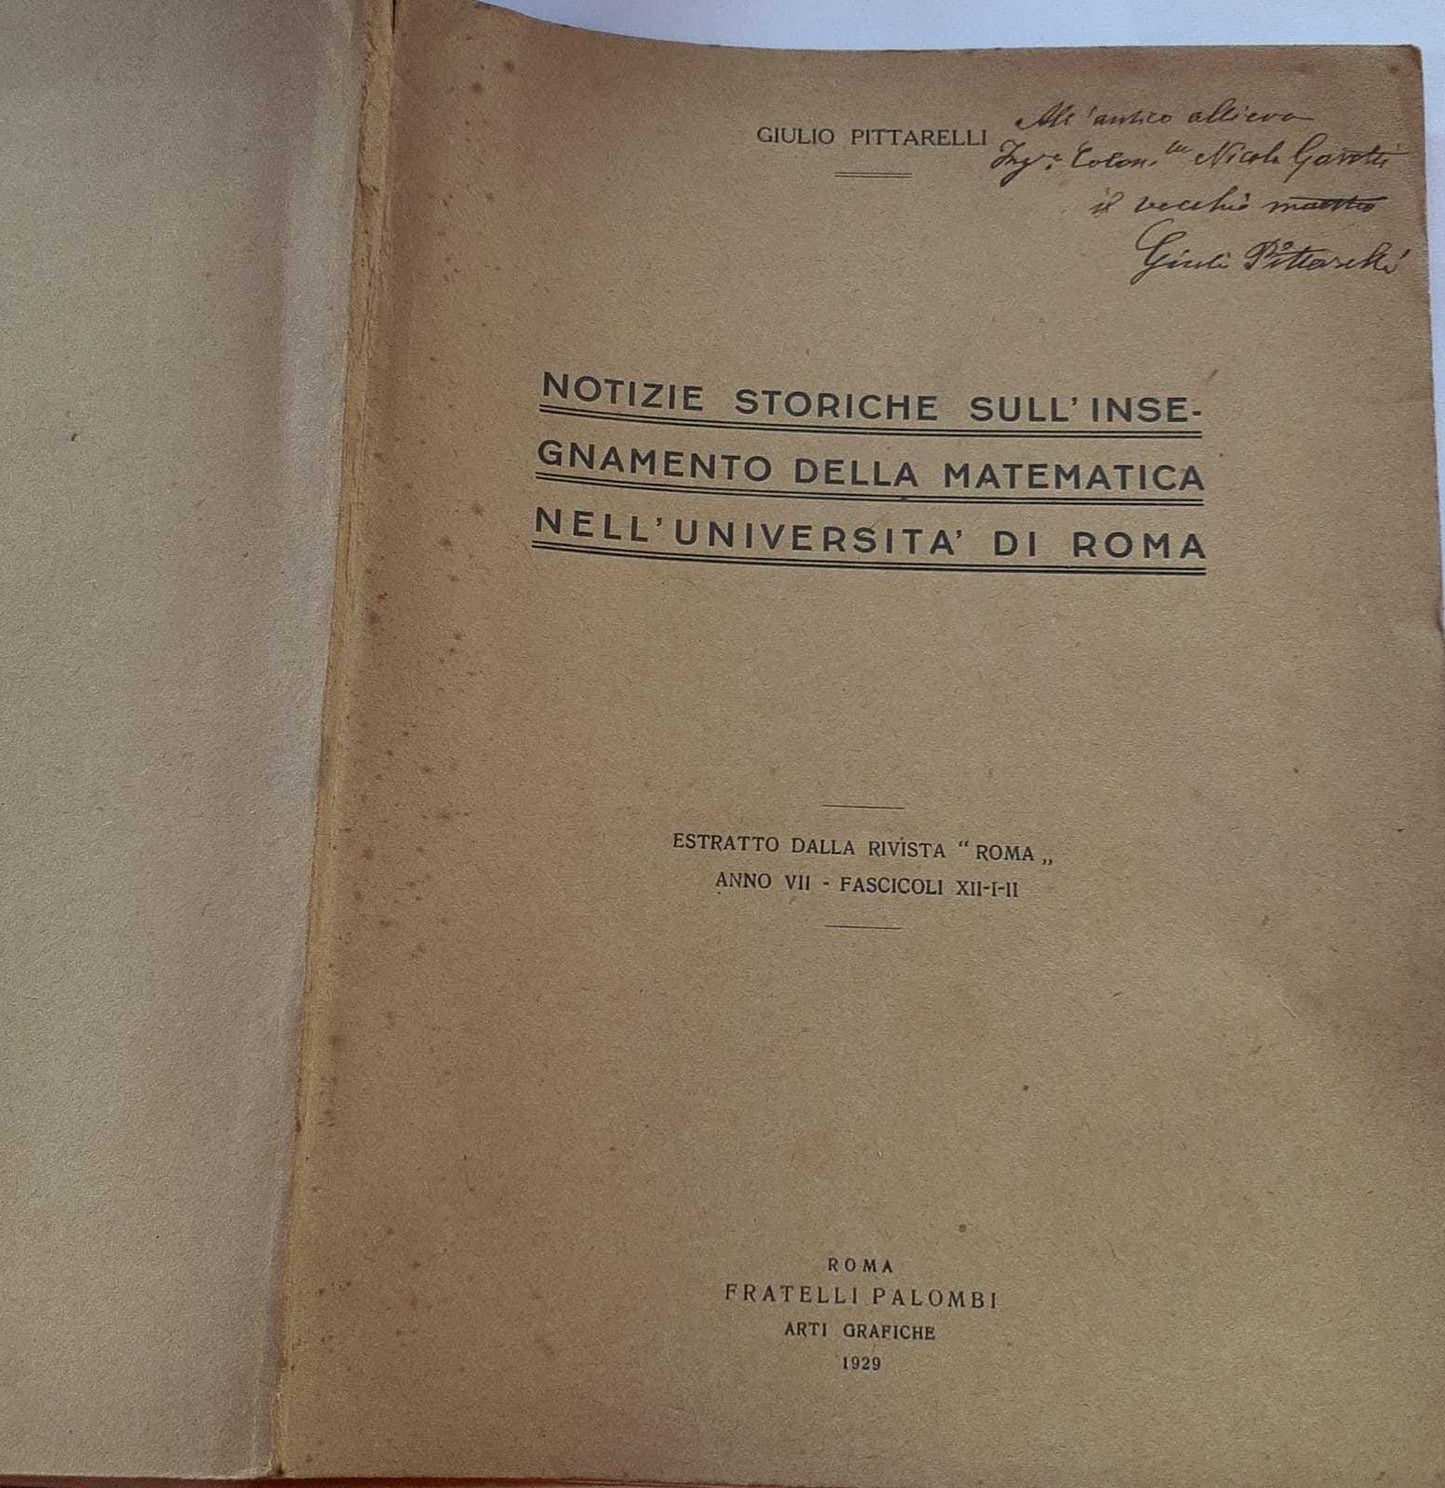 GIULIO PITTARELLI
All'antico allievo
Ing.e Colon.llo Nicola Garotti
il vecchio maestro
Giulio Pittarelli
NOTIZIE STORICHE SULL'INSE-
GNAMENTO DELLA MATEMATICA
NELL'UNIVERSITA' DI ROMA
ESTRATTO DALLA RIVISTA “ROMA„
ANNO VII - FASCICOLI XII-I-II
ROMA
FRATELLI PALOMBI
ARTI GRAFICHE
1929